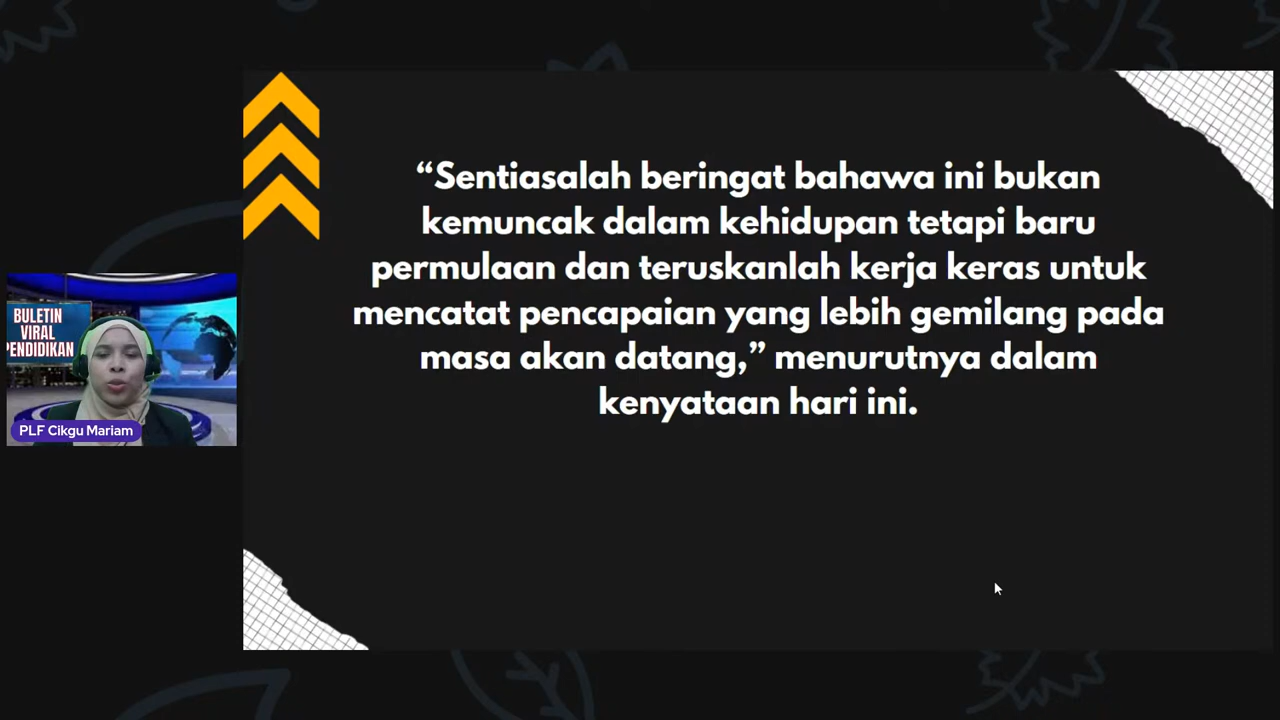 “Sentiasalah beringat bahawa ini bukan
kemuncak dalam kehidupan tetapi baru
permulaan dan teruskanlah kerja keras untuk
mencatat pencapaian yang lebih gemilang pada
masa akan datang,” menurutnya dalam
kenyataan hari ini.
BULETIN
VIRAL
PENDIDIKAN
PLF Cikgu Mariam